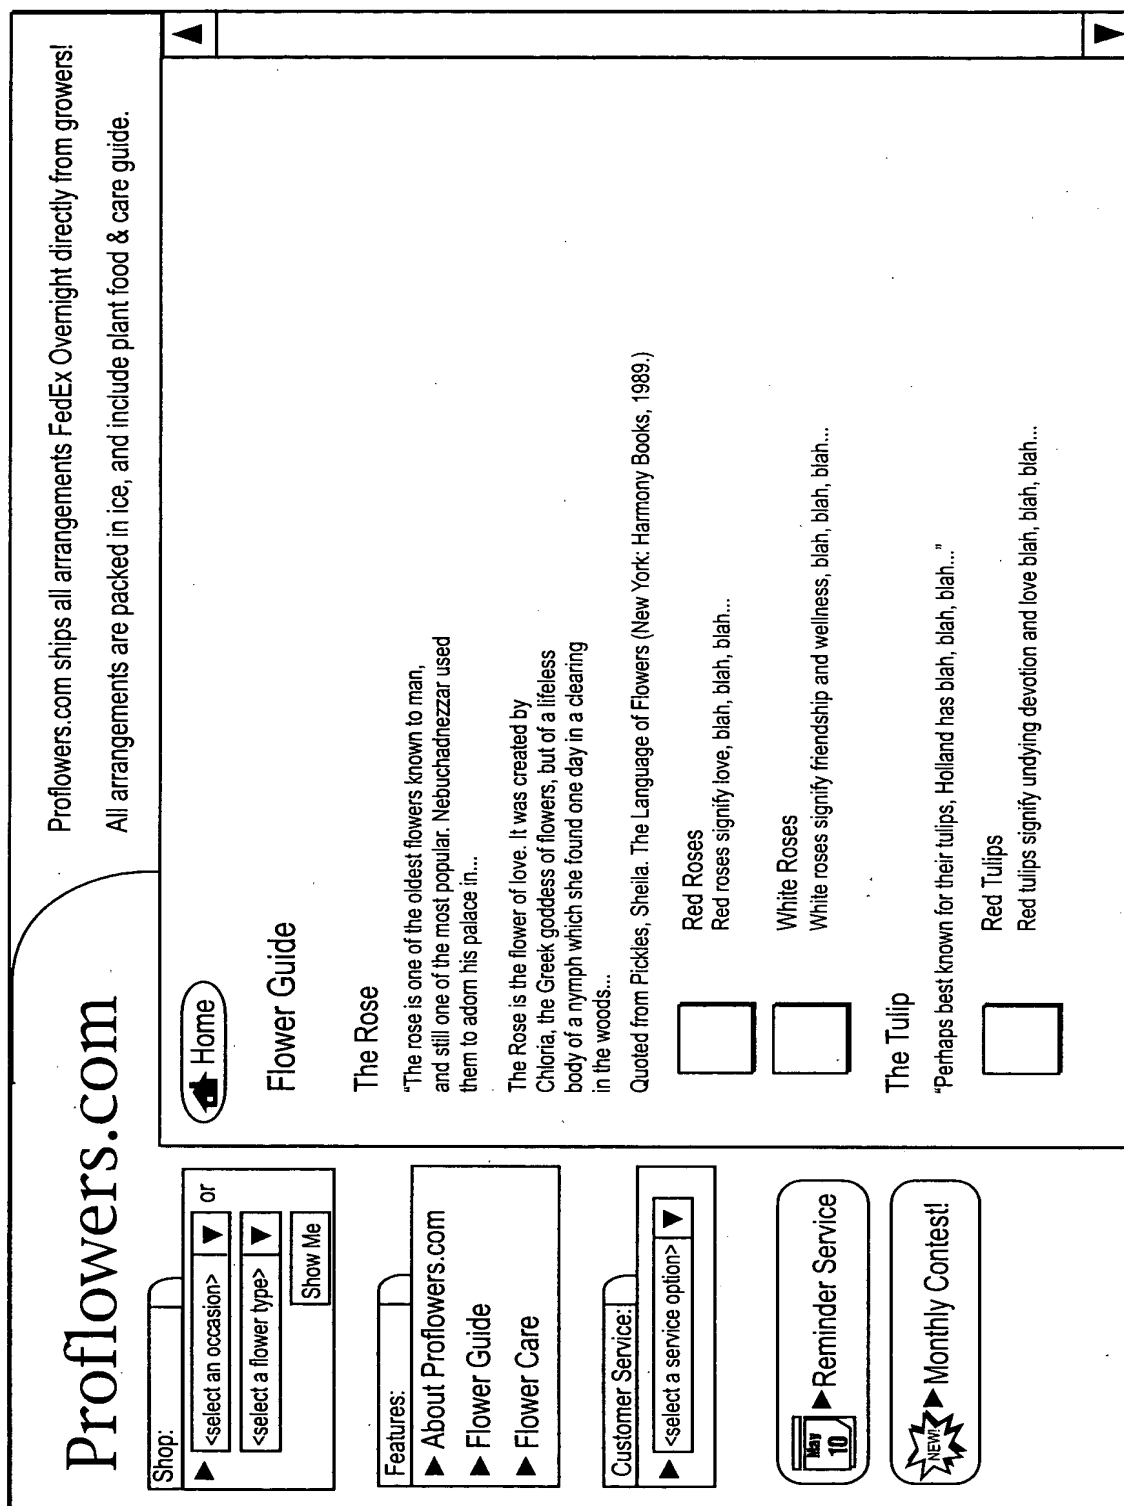 Proflowers.com
Proflowers.com ships all arrangements FedEx Overnight directly from growers!
All arrangements are packed in ice, and include plant food & care guide.
Shop:
<select an occasion> or
<select a flower type>
Show Me
Features:
About Proflowers.com
Flower Guide
Flower Care
Customer Service:
<select a service option>
May
10
Reminder Service
NEW!
Monthly Contest!
Home
Flower Guide
The Rose
"The rose is one of the oldest flowers known to man,
and still one of the most popular. Nebuchadnezzar used
them to adorn his palace in...
The Rose is the flower of love. It was created by
Chloria, the Greek goddess of flowers, but of a lifeless
body of a nymph which she found one day in a clearing
in the woods...
Quoted from Pickles, Sheila. The Language of Flowers (New York: Harmony Books, 1989.)
Red Roses
Red roses signify love, blah, blah, blah...
White Roses
White roses signify friendship and wellness, blah, blah, blah...
The Tulip
"Perhaps best known for their tulips, Holland has blah, blah, blah..."
Red Tulips
Red tulips signify undying devotion and love blah, blah, blah...